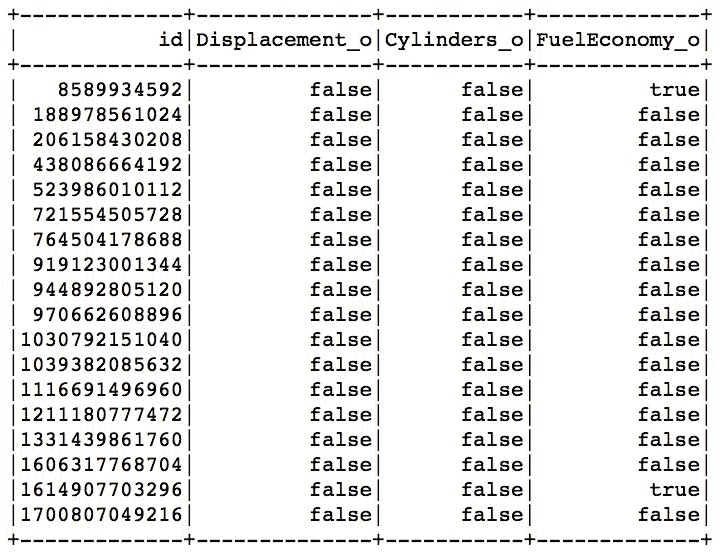 +-------------+--------------+-----------+-------------+
|           id|Displacement_o|Cylinders_o|FuelEconomy_o|
+-------------+--------------+-----------+-------------+
|   8589934592|         false|      false|         true|
| 188978561024|         false|      false|        false|
| 206158430208|         false|      false|        false|
| 438086664192|         false|      false|        false|
| 523986010112|         false|      false|        false|
| 721554505728|         false|      false|        false|
| 764504178688|         false|      false|        false|
| 919123001344|         false|      false|        false|
| 944892805120|         false|      false|        false|
| 970662608896|         false|      false|        false|
|1030792151040|         false|      false|        false|
|1039382085632|         false|      false|        false|
|1116691496960|         false|      false|        false|
|1211180777472|         false|      false|        false|
|1331439861760|         false|      false|        false|
|1606317768704|         false|      false|        false|
|1614907703296|         false|      false|         true|
|1700807049216|         false|      false|        false|
+-------------+--------------+-----------+-------------+